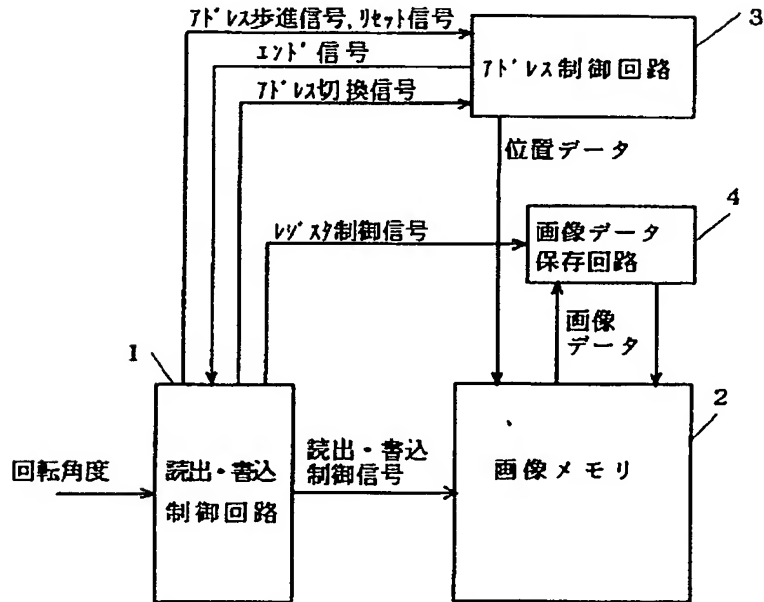 アドレス歩進信号、リセット信号
エンド信号
アドレス切換信号
アドレス制御回路
3
位置データ
レジスタ制御信号
画像データ
保存回路
4
画像
データ
1
読出・書込
制御回路
回転角度
読出・書込
制御信号
画像メモリ
2